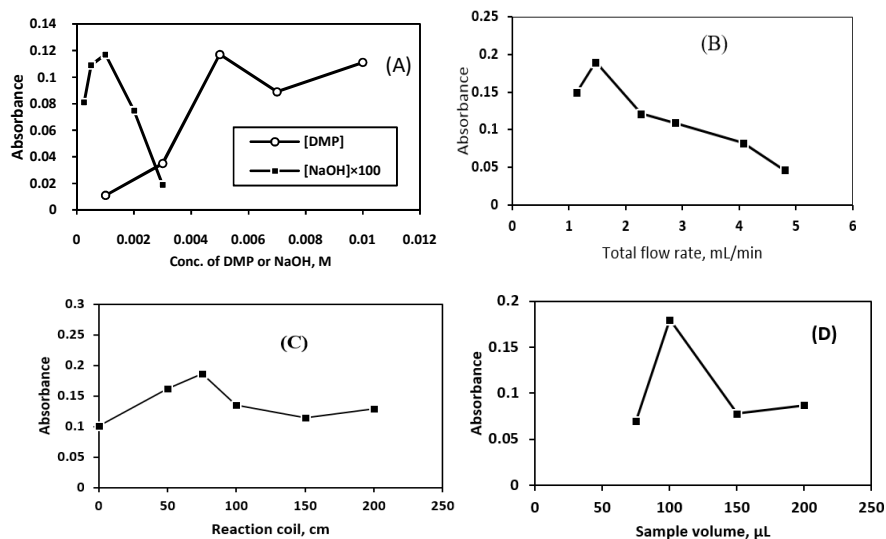 (A)
Absorbance
0.14
0.12
0.1
0.08
0.06
0.04
0.02
0
[DMP]
[NaOH]×100
0 0.002 0.004 0.006 0.008 0.01 0.012
Conc. of DMP or NaOH, M
(B)
Absorbance
0.25
0.2
0.15
0.1
0.05
0
0 1 2 3 4 5 6
Total flow rate, mL/min
(C)
Absorbance
0.3
0.25
0.2
0.15
0.1
0.05
0
0 50 100 150 200 250
Reaction coil, cm
(D)
Absorbance
0.2
0.15
0.1
0.05
0
0 50 100 150 200 250
Sample volume, µL